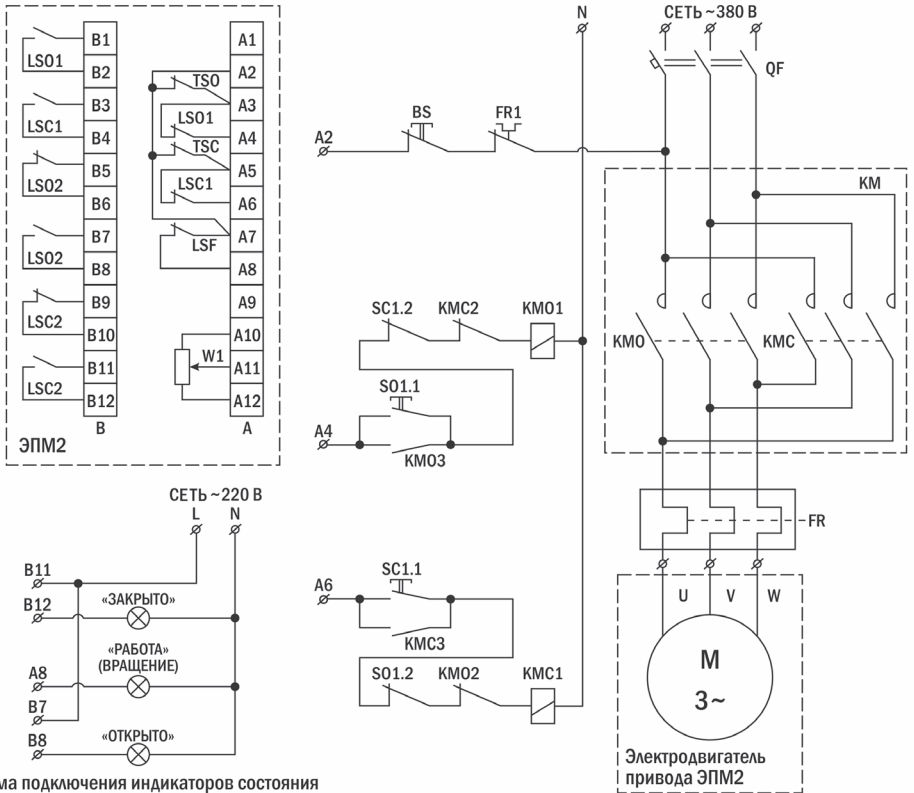 B1
B2
B3
B4
B5
B6
B7
B8
B9
B10
B11
B12
B
LSO1
LSC1
LSO2
LSO2
LSC2
LSC2
A1
A2
A3
A4
A5
A6
A7
A8
A9
A10
A11
A12
A
TSO
LSO1
TSC
LSC1
LSF
W1
ЭПМ2
N
СЕТЬ ~380 В
QF
A2
BS
FR1
KM
SC1.2
KMC2
KMO1
SO1.1
A4
KMO3
KMO
KMC
СЕТЬ ~220 В
L
N
B11
B12
«ЗАКРЫТО»
«РАБОТА»
(ВРАЩЕНИЕ)
A8
B7
B8
«ОТКРЫТО»
ма подключения индикаторов состояния
SC1.1
A6
KMC3
SO1.2
KMO2
KMC1
FR
U
V
W
M
3~
Электродвигатель
привода ЭПМ2